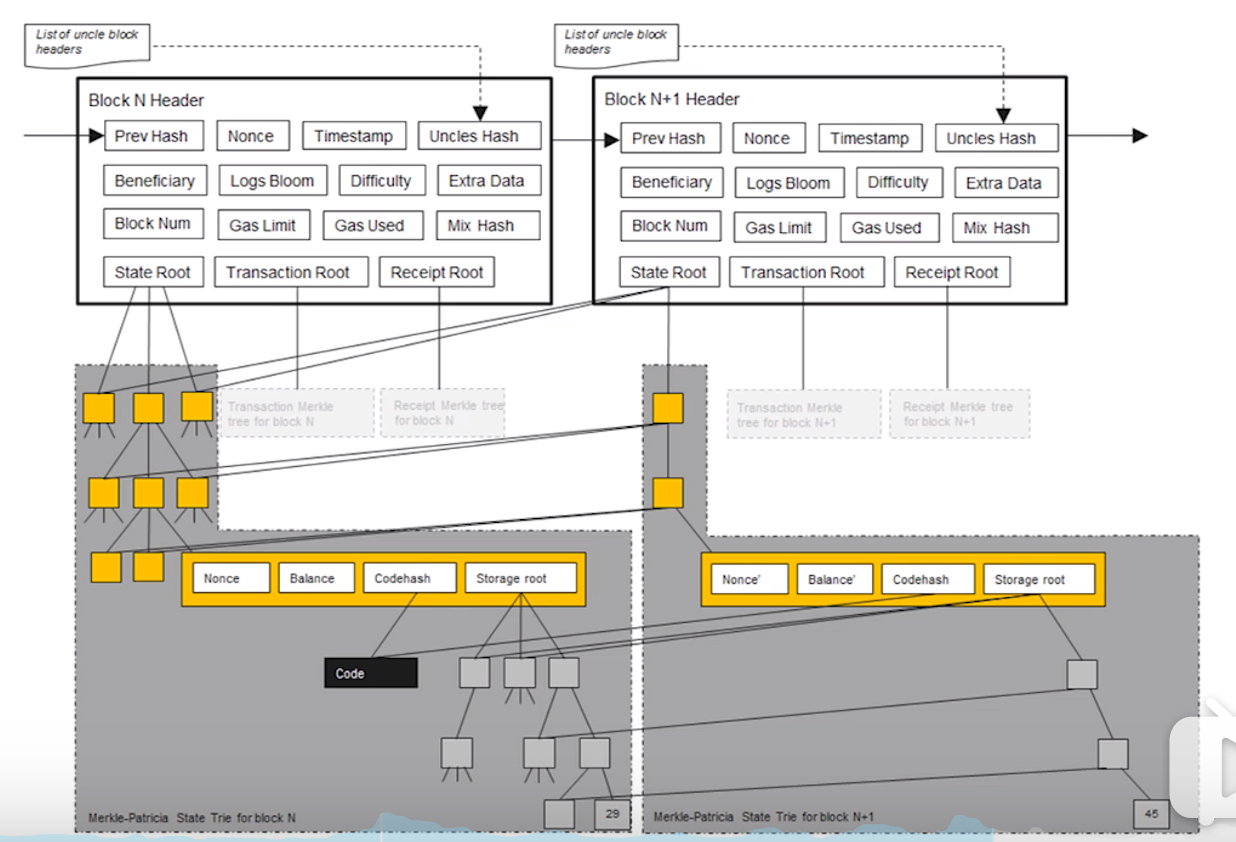 List of uncle block
headers
List of uncle block
headers
Block N Header
Prev Hash
Nonce
Timestamp
Uncles Hash
Beneficiary
Logs Bloom
Difficulty
Extra Data
Block Num
Gas Limit
Gas Used
Mix Hash
State Root
Transaction Root
Receipt Root
Block N+1 Header
Prev Hash
Nonce
Timestamp
Uncles Hash
Beneficiary
Logs Bloom
Difficulty
Extra Data
Block Num
Gas Limit
Gas Used
Mix Hash
State Root
Transaction Root
Receipt Root
Transaction Merkle
tree for block N
Receipt Merkle tree
for block N
Transaction Merkle
tree for block N+1
Receipt Merkle tree
for block N+1
Nonce
Balance
Codehash
Storage root
Nonce'
Balance'
Codehash
Storage root
Code
29
45
Merkle-Patricia State Trie for block N
Merkle-Patricia State Trie for block N+1